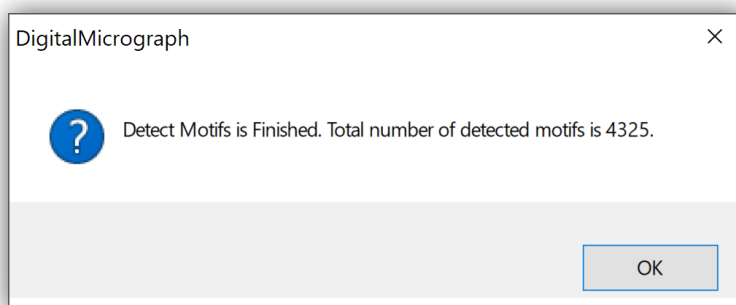 DigitalMicrograph
Detect Motifs is Finished. Total number of detected motifs is 4325.
OK